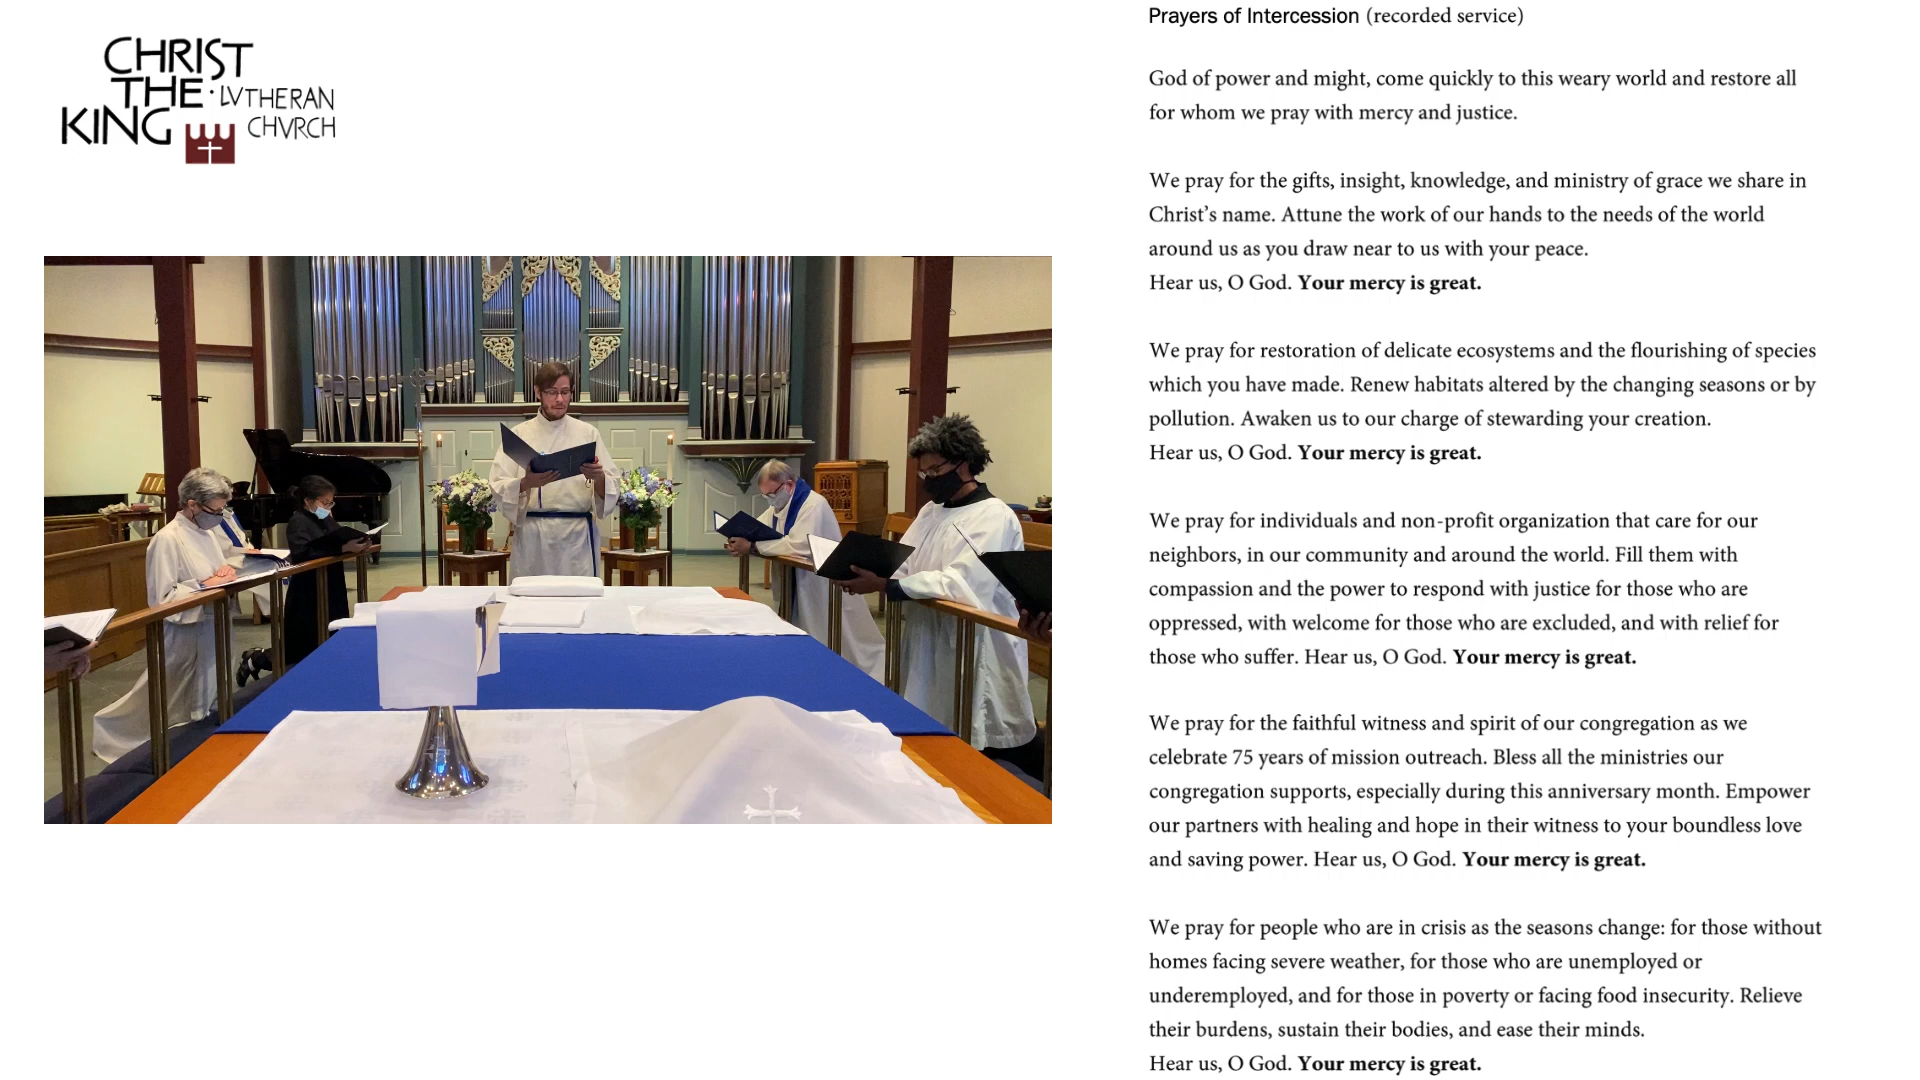 CHRIST
THE · LVTHERAN
KING CHVRCH
Prayers of Intercession (recorded service)
God of power and might, come quickly to this weary world and restore all
for whom we pray with mercy and justice.
We pray for the gifts, insight, knowledge, and ministry of grace we share in
Christ’s name. Attune the work of our hands to the needs of the world
around us as you draw near to us with your peace.
Hear us, O God. Your mercy is great.
We pray for restoration of delicate ecosystems and the flourishing of species
which you have made. Renew habitats altered by the changing seasons or by
pollution. Awaken us to our charge of stewarding your creation.
Hear us, O God. Your mercy is great.
We pray for individuals and non-profit organization that care for our
neighbors, in our community and around the world. Fill them with
compassion and the power to respond with justice for those who are
oppressed, with welcome for those who are excluded, and with relief for
those who suffer. Hear us, O God. Your mercy is great.
We pray for the faithful witness and spirit of our congregation as we
celebrate 75 years of mission outreach. Bless all the ministries our
congregation supports, especially during this anniversary month. Empower
our partners with healing and hope in their witness to your boundless love
and saving power. Hear us, O God. Your mercy is great.
We pray for people who are in crisis as the seasons change: for those without
homes facing severe weather, for those who are unemployed or
underemployed, and for those in poverty or facing food insecurity. Relieve
their burdens, sustain their bodies, and ease their minds.
Hear us, O God. Your mercy is great.